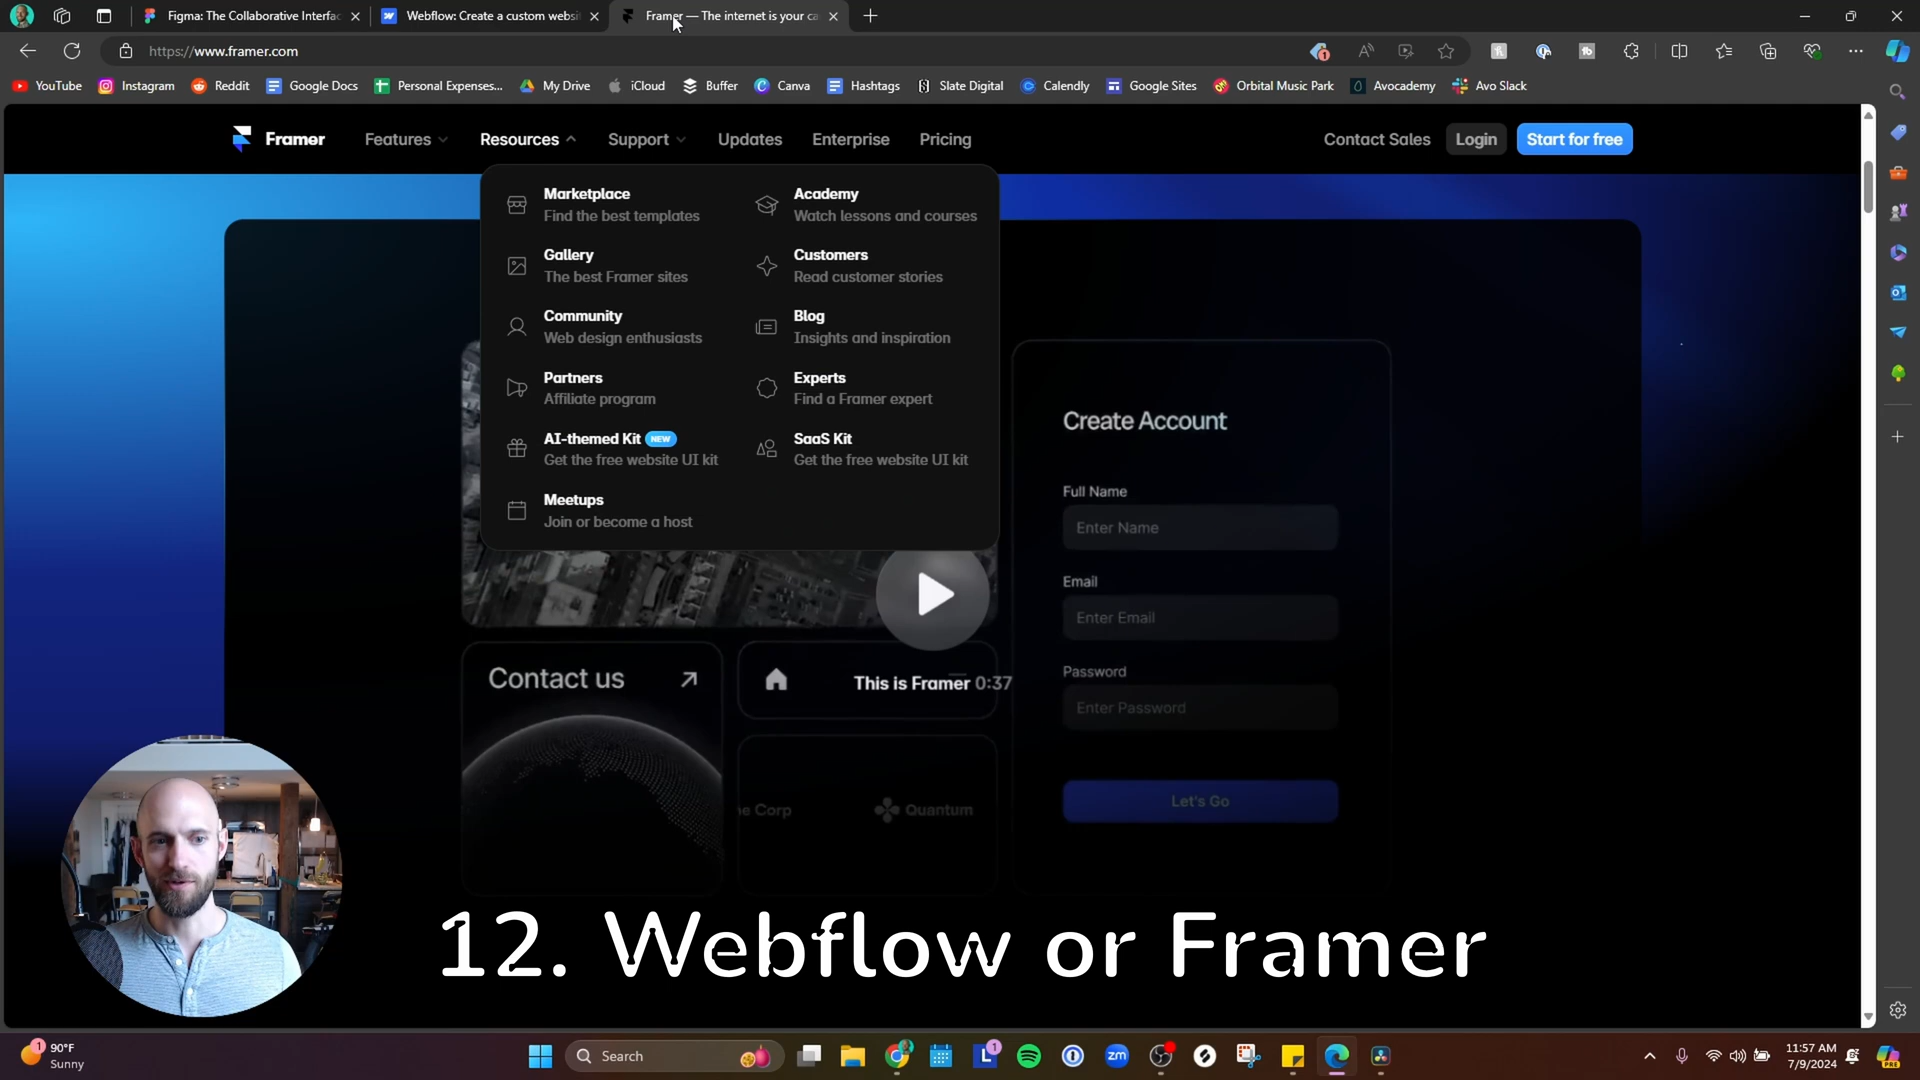 Figma: The Collaborative Interfac
Webflow: Create a custom websi
Framer — The internet is your ca
https://www.framer.com
YouTube
Instagram
Reddit
Google Docs
Personal Expenses...
My Drive
iCloud
Buffer
Canva
Hashtags
Slate Digital
Calendly
Google Sites
Orbital Music Park
Avocademy
Avo Slack
Framer
Features
Resources
Support
Updates
Enterprise
Pricing
Contact Sales
Login
Start for free
Marketplace
Find the best templates
Academy
Watch lessons and courses
Gallery
The best Framer sites
Customers
Read customer stories
Community
Web design enthusiasts
Blog
Insights and inspiration
Partners
Affiliate program
Experts
Find a Framer expert
AI-themed Kit NEW
Get the free website UI kit
SaaS Kit
Get the free website UI kit
Meetups
Join or become a host
Create Account
Full Name
Enter Name
Email
Enter Email
Password
Enter Password
Let's Go
Contact us
This is Framer 0:37
e Corp
Quantum
12. Webflow or Framer
90°F
Sunny
Search
11:57 AM
7/9/2024